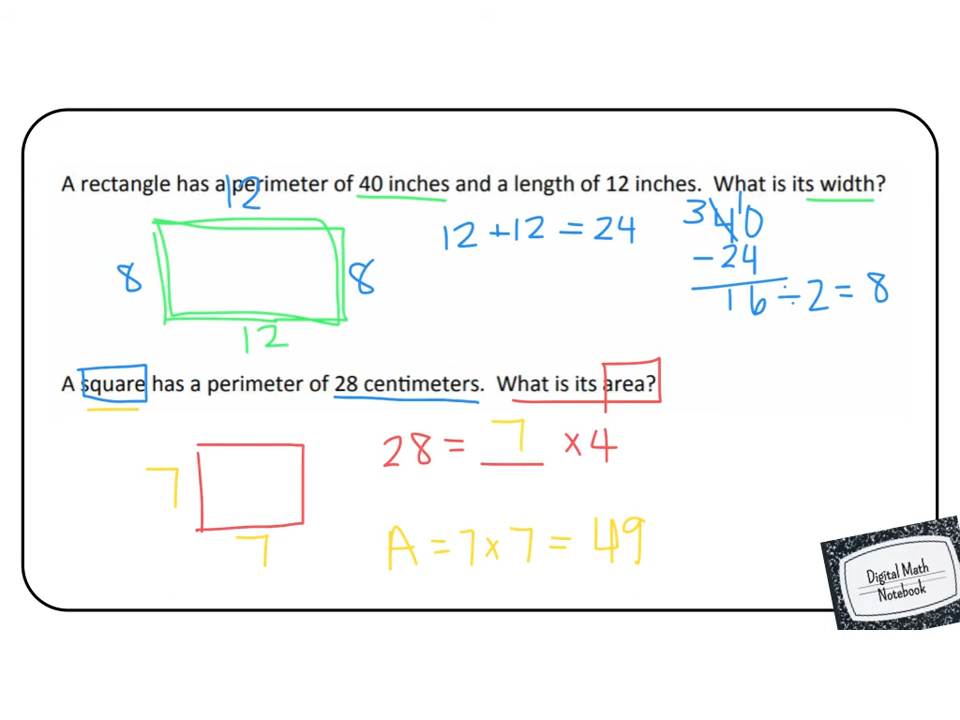 A rectangle has a perimeter of 40 inches and a length of 12 inches. What is its width?
12
8
8
12
12 + 12 = 24
3 1
40
- 24
16 ÷ 2 = 8
A square has a perimeter of 28 centimeters. What is its area?
7
7
28 = 7 × 4
A = 7 × 7 = 49
Digital Math
Notebook